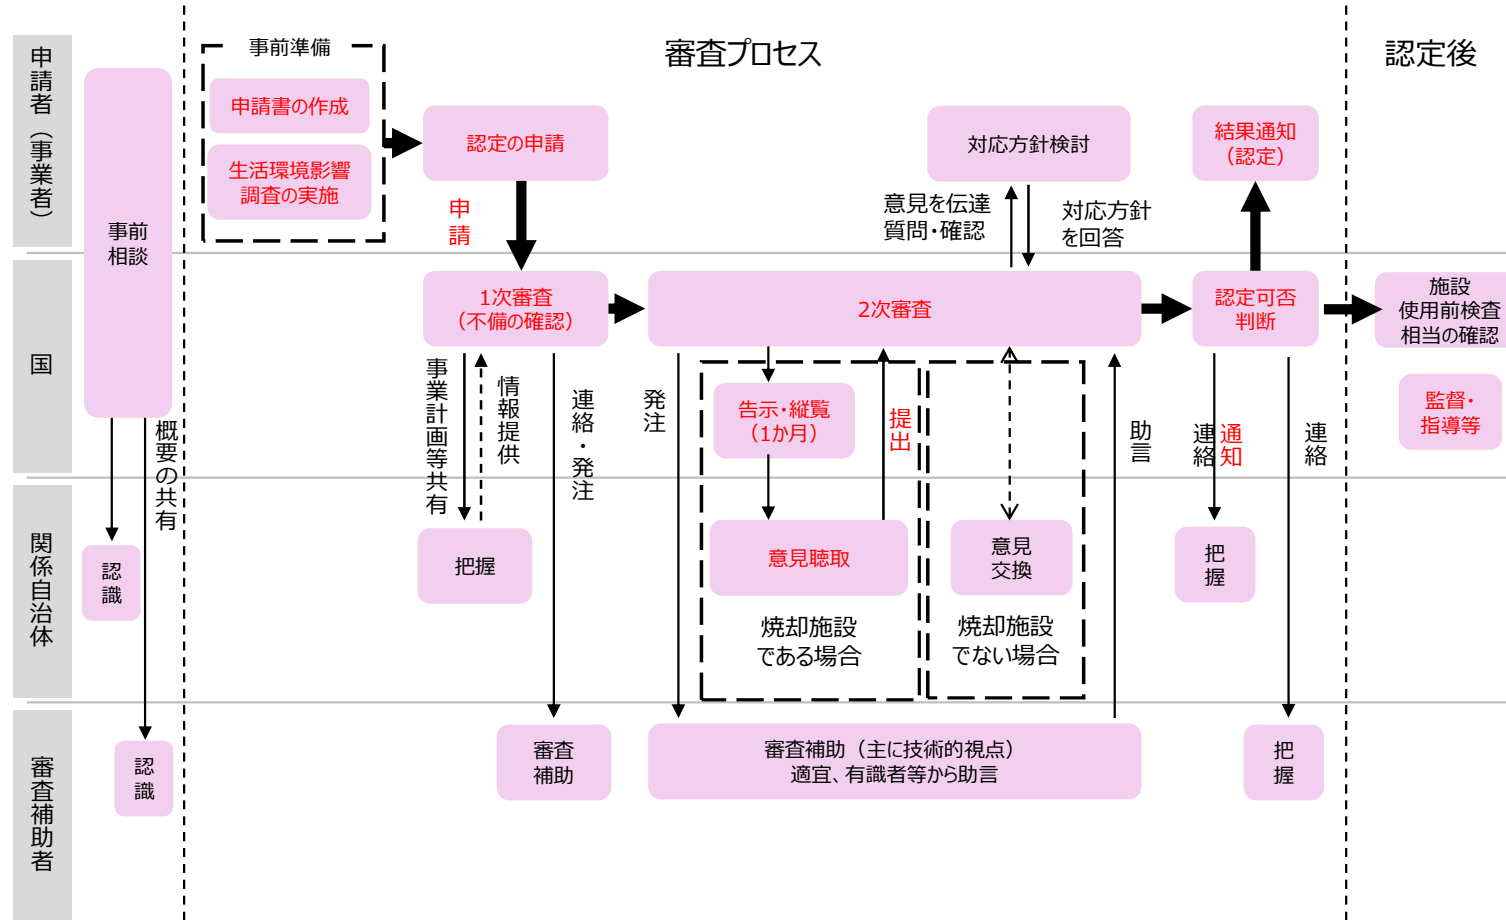 審査プロセス
認定後
申請者（事業者）
事前
相談
事前準備
申請書の作成
生活環境影響
調査の実施
認定の申請
申請
対応方針検討
意見を伝達
質問・確認
対応方針
を回答
結果通知
（認定）
国
1次審査
（不備の確認）
2次審査
認定可否
判断
施設
使用前検査
相当の確認
監督・
指導等
概要の共有
事業計画等共有
情報提供
連絡・発注
発注
告示・縦覧
（1か月）
提出
助言
連絡
通知
連絡
関係自治体
認識
把握
意見聴取
焼却施設
である場合
意見
交換
焼却施設
でない場合
把握
審査補助者
認識
審査
補助
審査補助（主に技術的視点）
適宜、有識者等から助言
把握